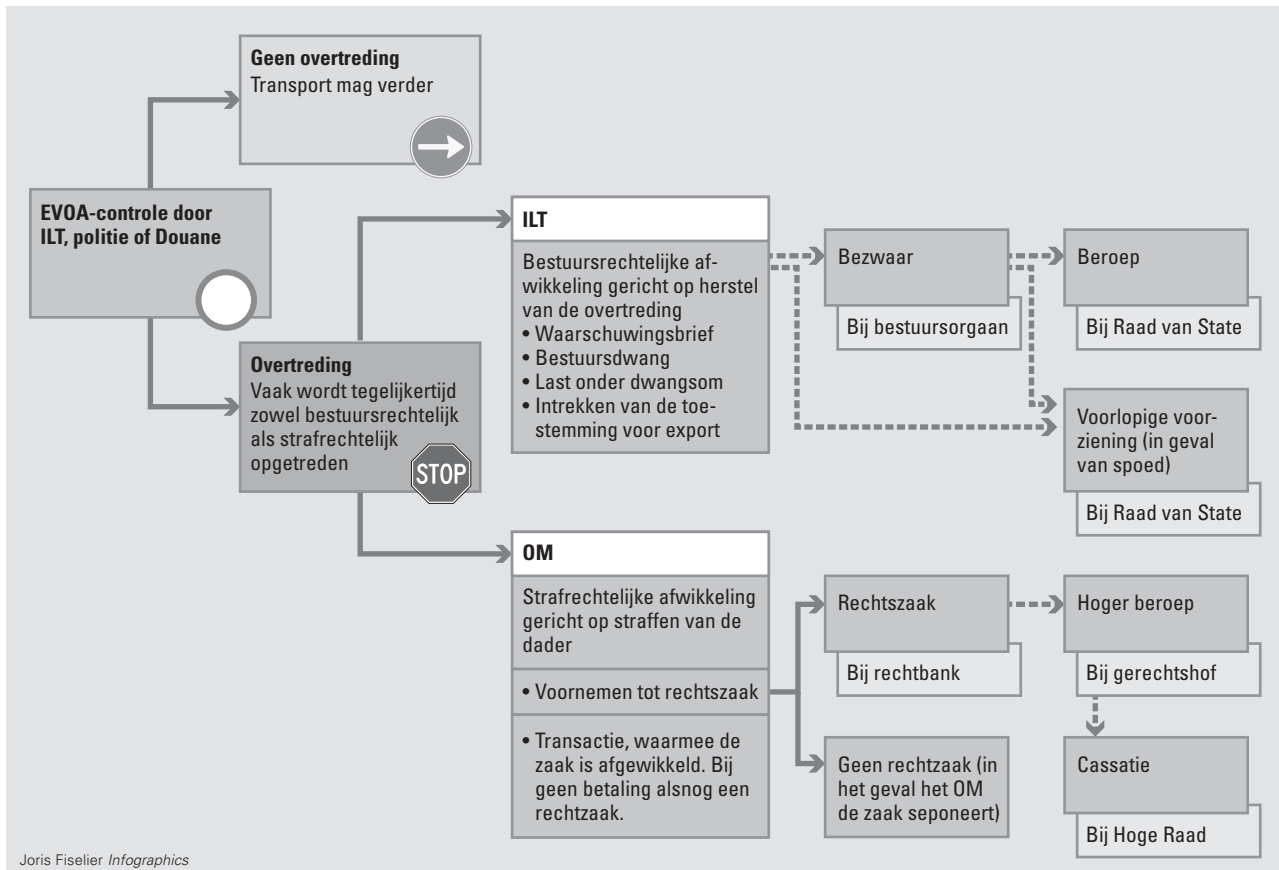 Geen overtreding
Transport mag verder
EVOA-controle door
ILT, politie of Douane
Overtreding
Vaak wordt tegelijkertijd
zowel bestuursrechtelijk
als strafrechtelijk
opgetreden
STOP
ILT
Bestuursrechtelijke af-
wikkeling gericht op herstel
van de overtreding
• Waarschuwingsbrief
• Bestuursdwang
• Last onder dwangsom
• Intrekken van de toe-
stemming voor export
Bezwaar
Bij bestuursorgaan
Beroep
Bij Raad van State
Voorlopige voor-
ziening (in geval
van spoed)
Bij Raad van State
OM
Strafrechtelijke afwikkeling
gericht op straffen van de
dader
• Voornemen tot rechtszaak
• Transactie, waarmee de
zaak is afgewikkeld. Bij
geen betaling alsnog een
rechtzaak.
Rechtszaak
Bij rechtbank
Hoger beroep
Bij gerechtshof
Geen rechtzaak (in
het geval het OM
de zaak seponeert)
Cassatie
Bij Hoge Raad
Joris Fiselier Infographics